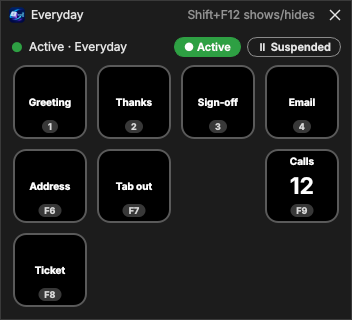 Everyday Shift+F12 shows/hides
Active · Everyday Active Suspended
Greeting Thanks Sign-off Email
1 2 3 4
Address Tab out Calls
12
F6 F7 F9
Ticket
F8